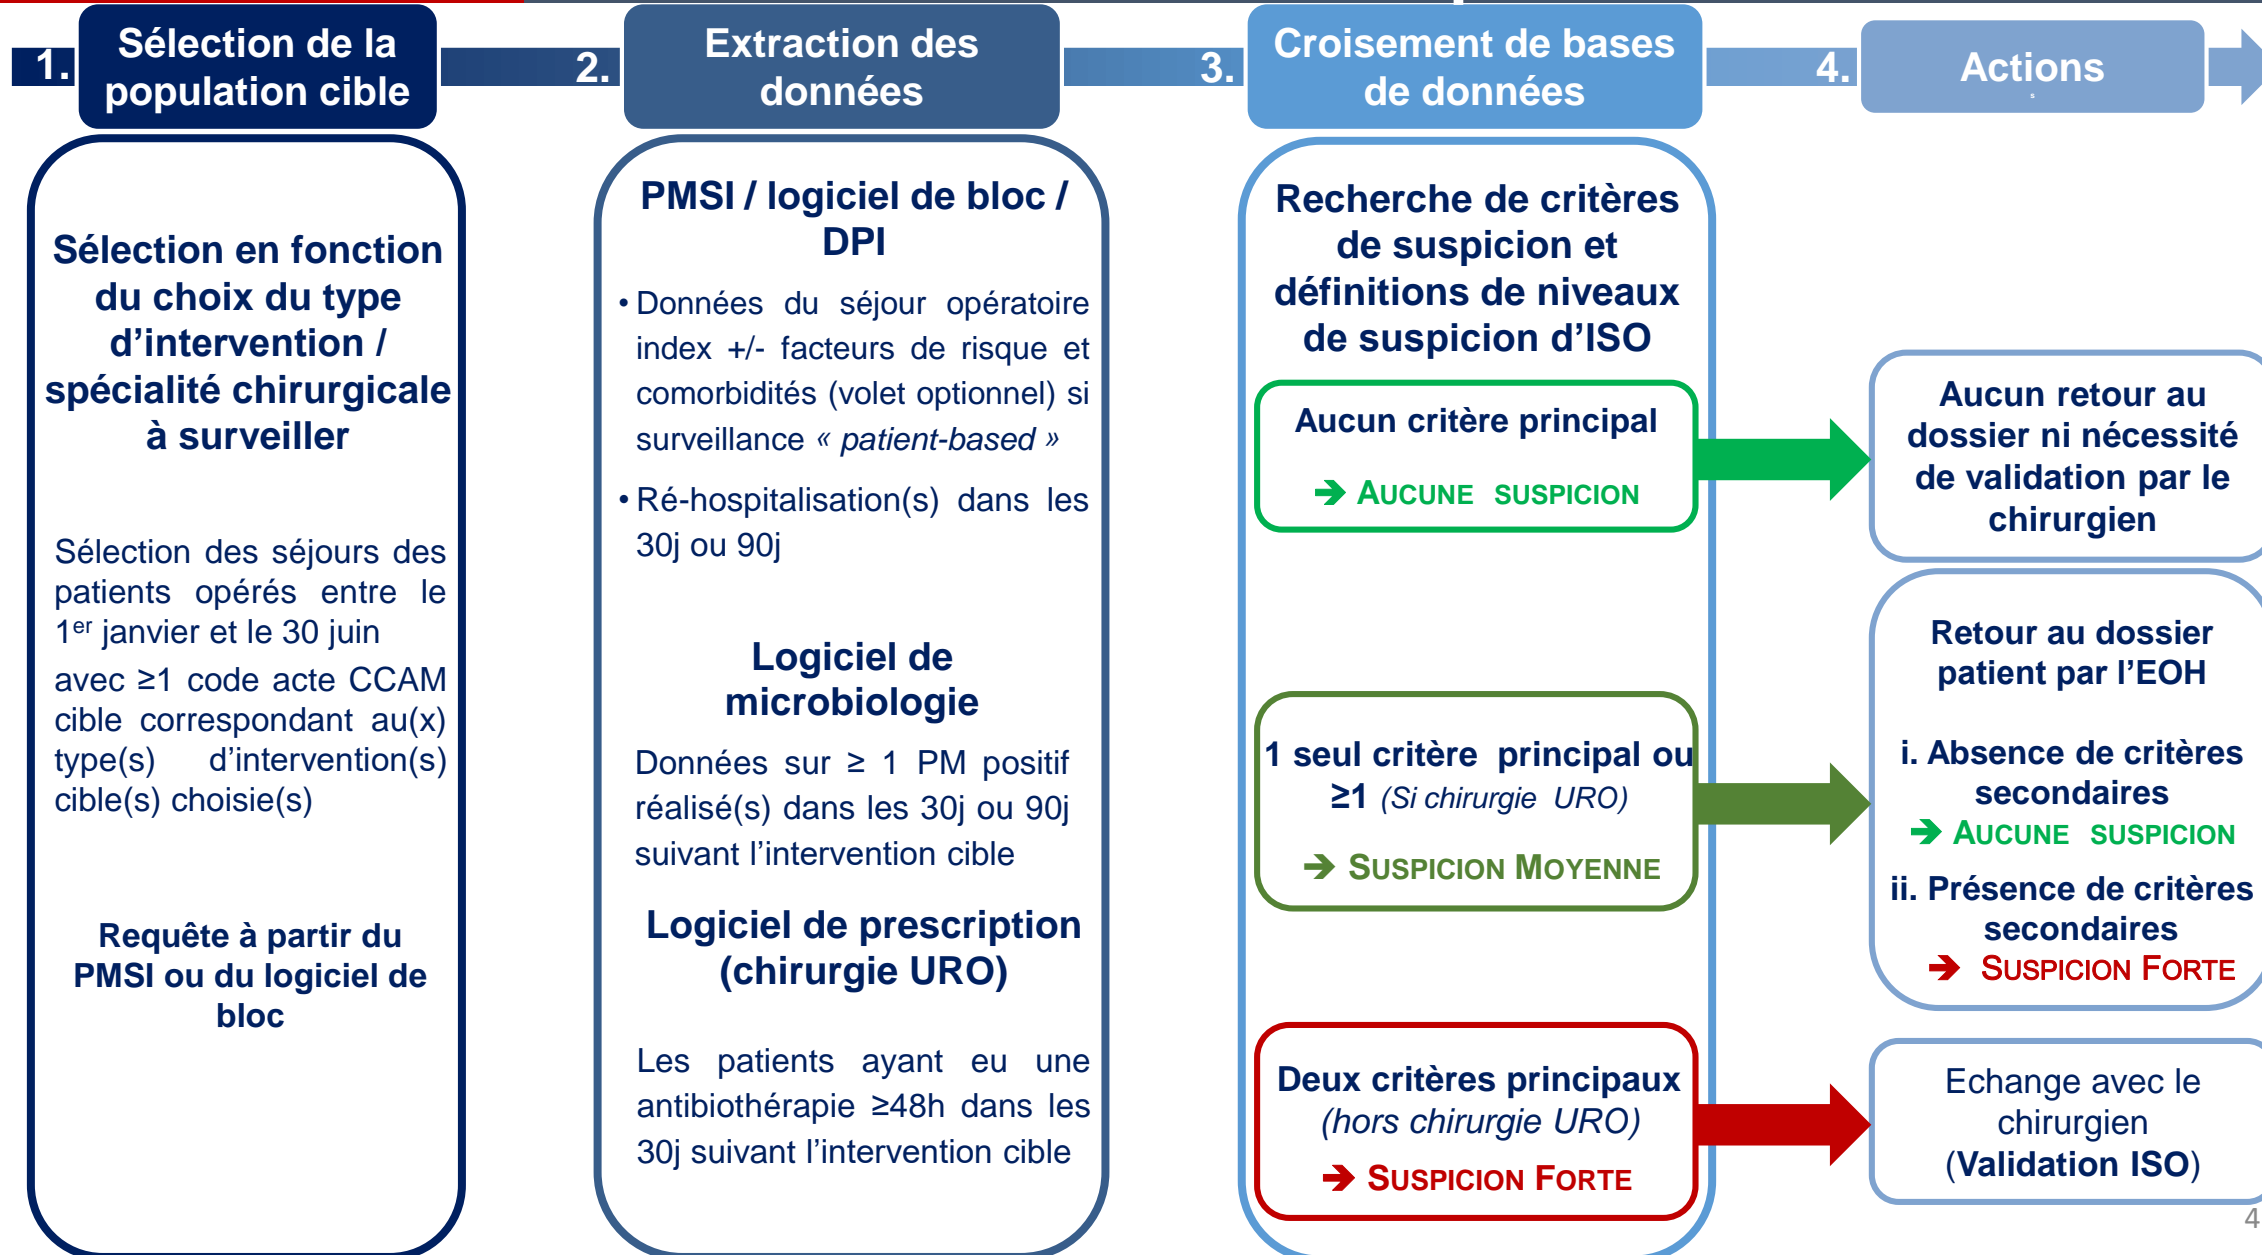 1.
Sélection de la
population cible
2.
Extraction des
données
3.
Croisement de bases
de données
4.
Actions
s
Sélection en fonction
du choix du type
d’intervention /
spécialité chirurgicale
à surveiller
Sélection des séjours des
patients opérés entre le
1er janvier et le 30 juin
avec ≥1 code acte CCAM
cible correspondant au(x)
type(s) d’intervention(s)
cible(s) choisie(s)
Requête à partir du
PMSI ou du logiciel de
bloc
PMSI / logiciel de bloc /
DPI
• Données du séjour opératoire
index +/- facteurs de risque et
comorbidités (volet optionnel) si
surveillance « patient-based »
• Ré-hospitalisation(s) dans les
30j ou 90j
Logiciel de
microbiologie
Données sur ≥ 1 PM positif
réalisé(s) dans les 30j ou 90j
suivant l’intervention cible
Logiciel de prescription
(chirurgie URO)
Les patients ayant eu une
antibiothérapie ≥48h dans les
30j suivant l’intervention cible
Recherche de critères
de suspicion et
définitions de niveaux
de suspicion d’ISO
Aucun critère principal
➔ AUCUNE SUSPICION
1 seul critère principal ou
≥1 (Si chirurgie URO)
➔ SUSPICION MOYENNE
Deux critères principaux
(hors chirurgie URO)
➔ SUSPICION FORTE
Aucun retour au
dossier ni nécessité
de validation par le
chirurgien
Retour au dossier
patient par l’EOH
i. Absence de critères
secondaires
➔ AUCUNE SUSPICION
ii. Présence de critères
secondaires
➔ SUSPICION FORTE
Echange avec le
chirurgien
(Validation ISO)
4